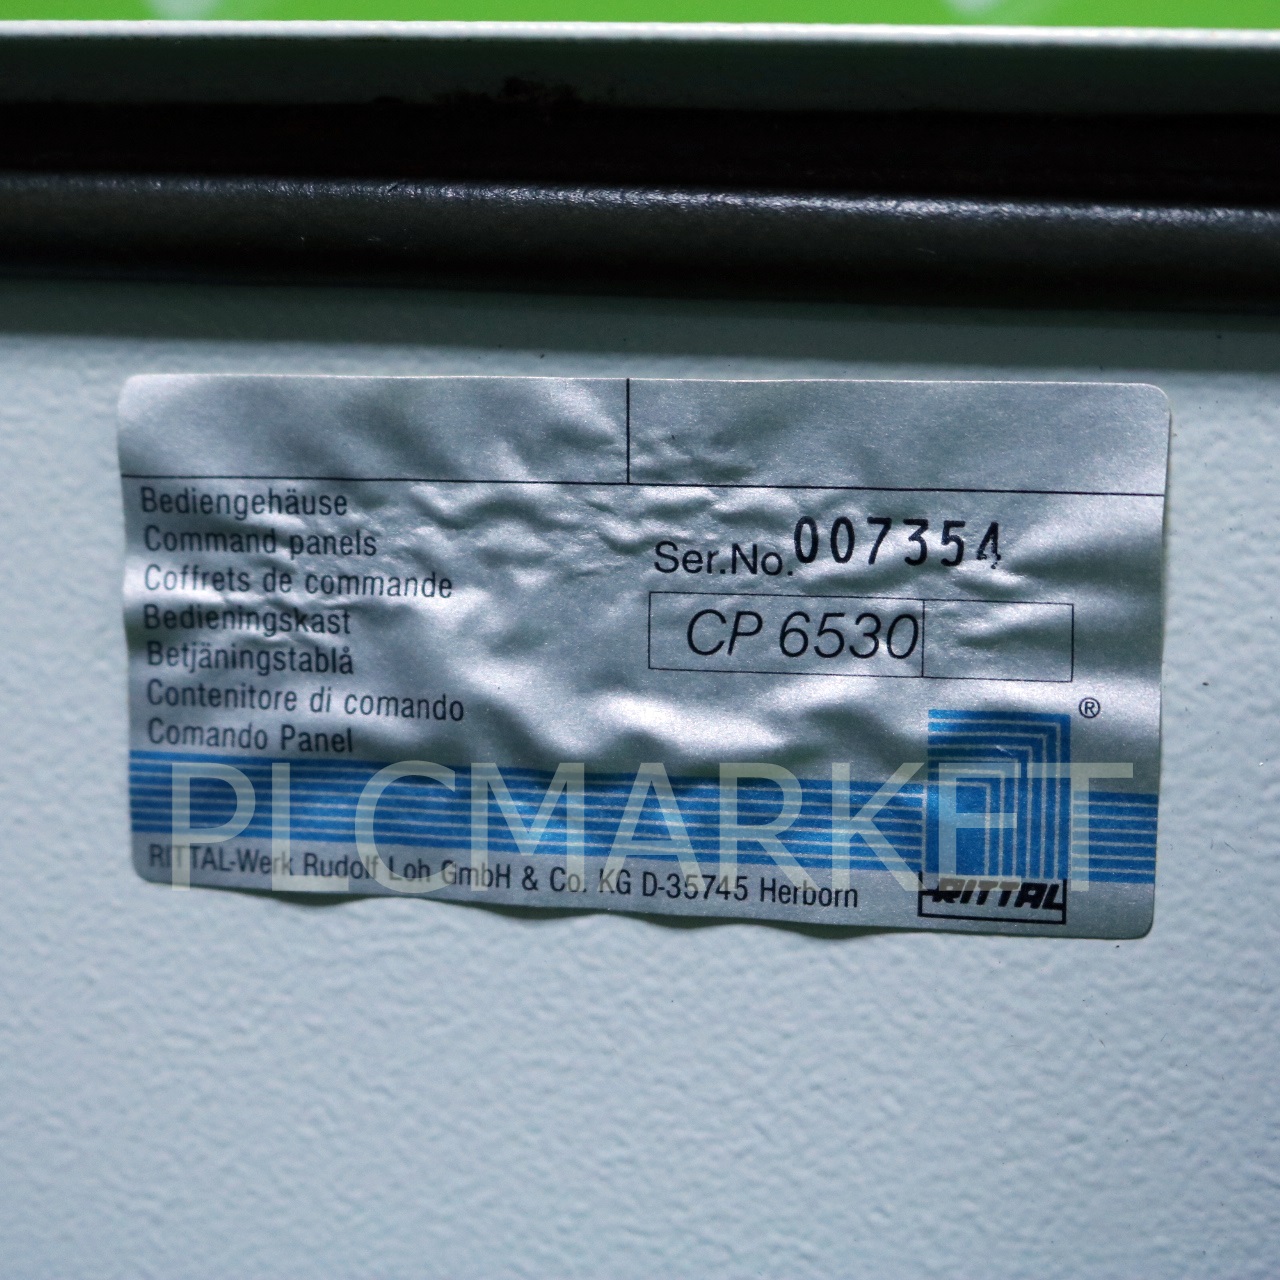 Bediengehäuse
Command panels
Coffrets de commande
Bedieningskast
Betjäningstablå
Contenitore di comando
Comando Panel
Ser.No. 007354
CP 6530
®
PLCMARKET
RITTAL-Werk Rudolf Loh GmbH & Co. KG D-35745 Herborn
RITTAL